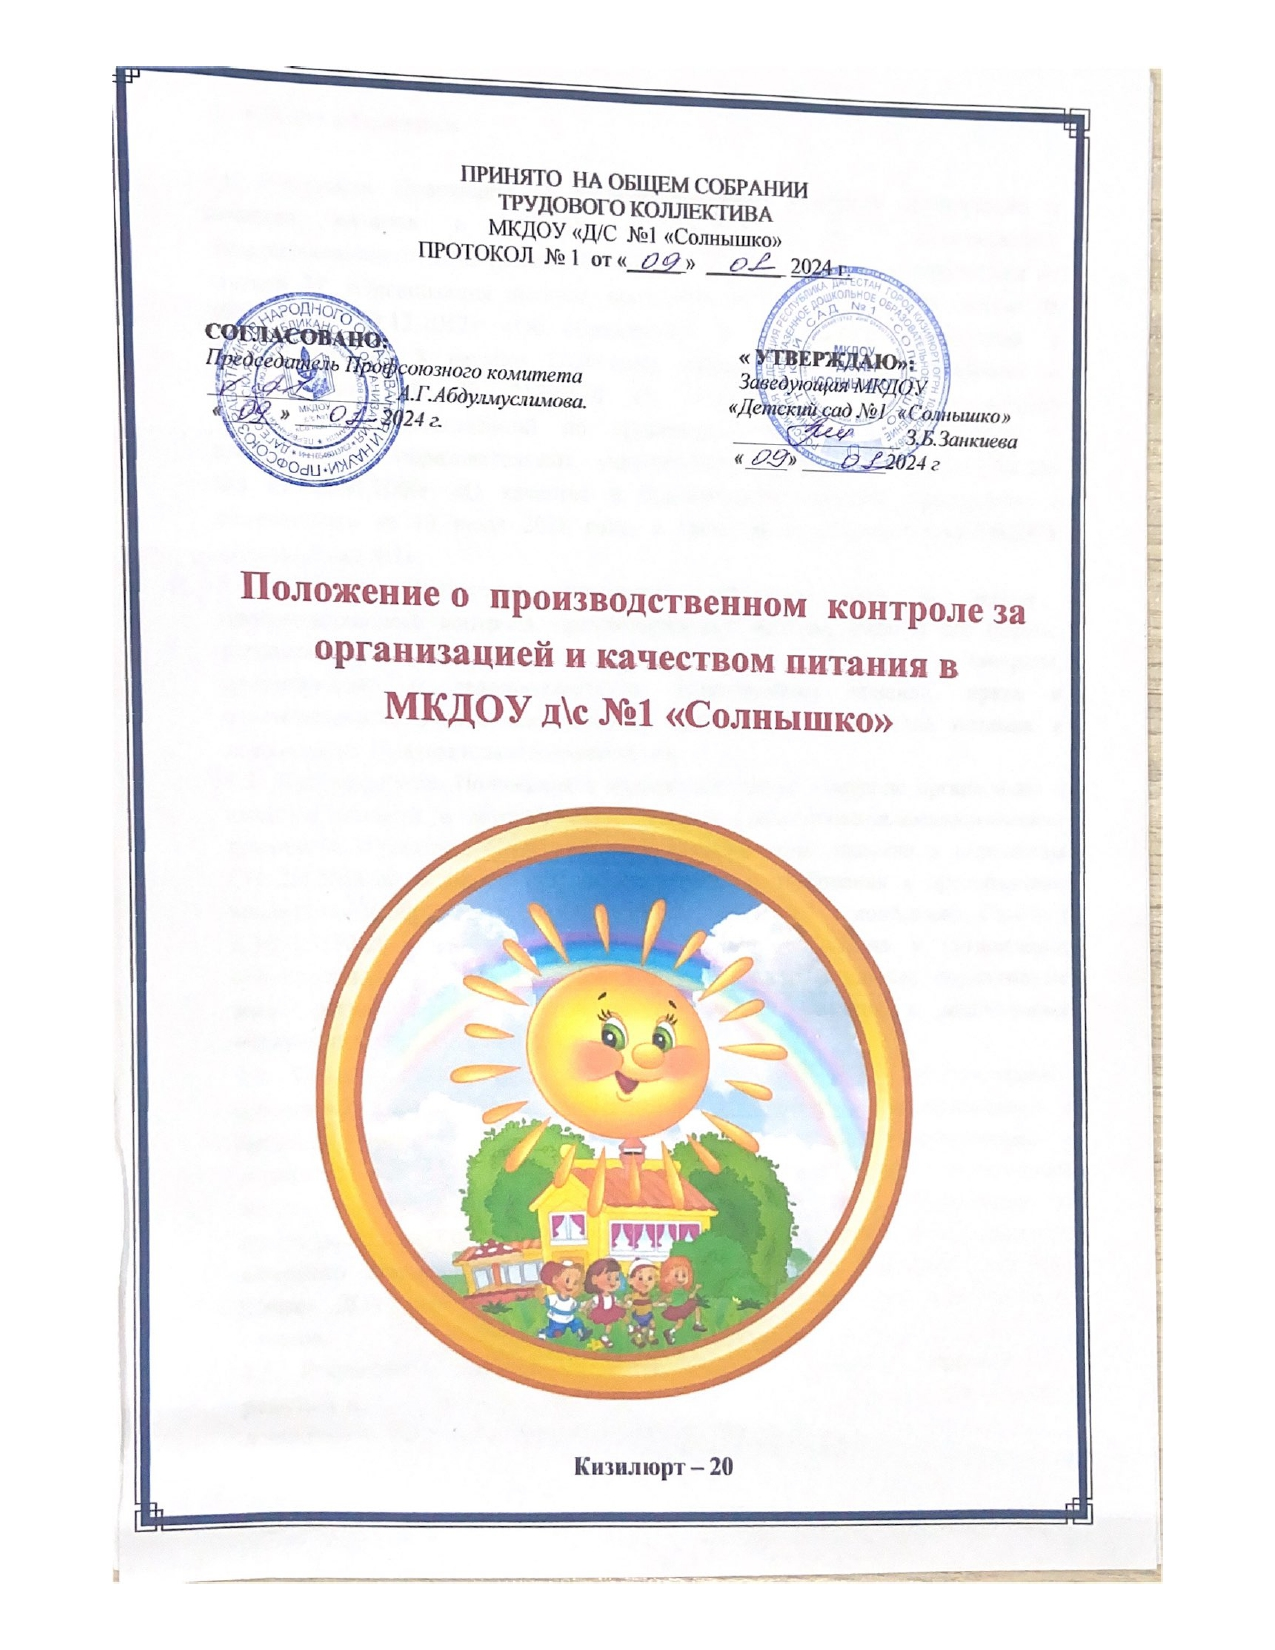 ПРИНЯТО НА ОБЩЕМ СОБРАНИИ
ТРУДОВОГО КОЛЛЕКТИВА
МКДОУ «Д/С №1 «Солнышко»
ПРОТОКОЛ № 1 от «09» 01 2024 г.
СОГЛАСОВАНО:
Председатель Профсоюзного комитета
А.Г.Абдулмуслимова.
« 09 » 01 2024 г.
« УТВЕРЖДАЮ»:
Заведующая МКДОУ
«Детский сад №1 «Солнышко»
З.Б.Занкиева
« 09 » 01 2024 г
Положение о производственном контроле за
организацией и качеством питания в
МКДОУ д\с №1 «Солнышко»
Кизилюрт – 20